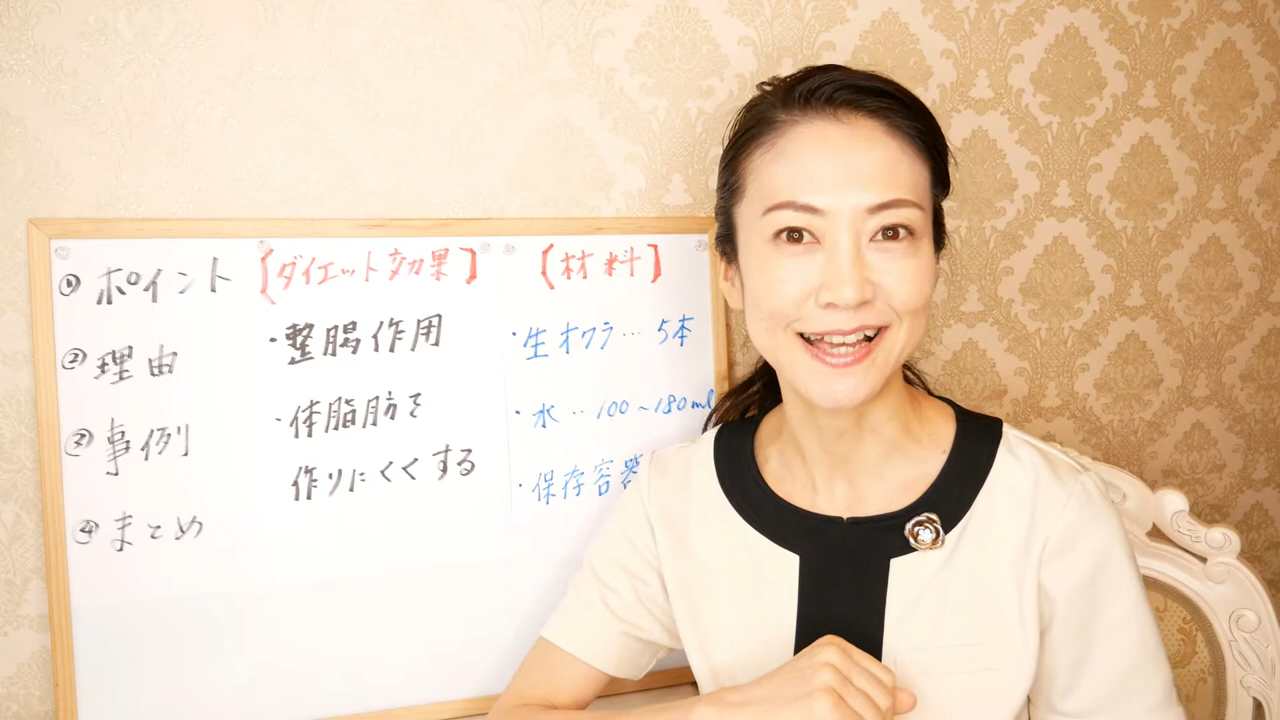 ① ポイント
② 理由
③ 事例
④ まとめ
【ダイエット効果】
・整腸作用
・体脂肪を
作りにくくする
【材料】
・生オクラ… 5本
・水‥100〜180ml
・保存容器